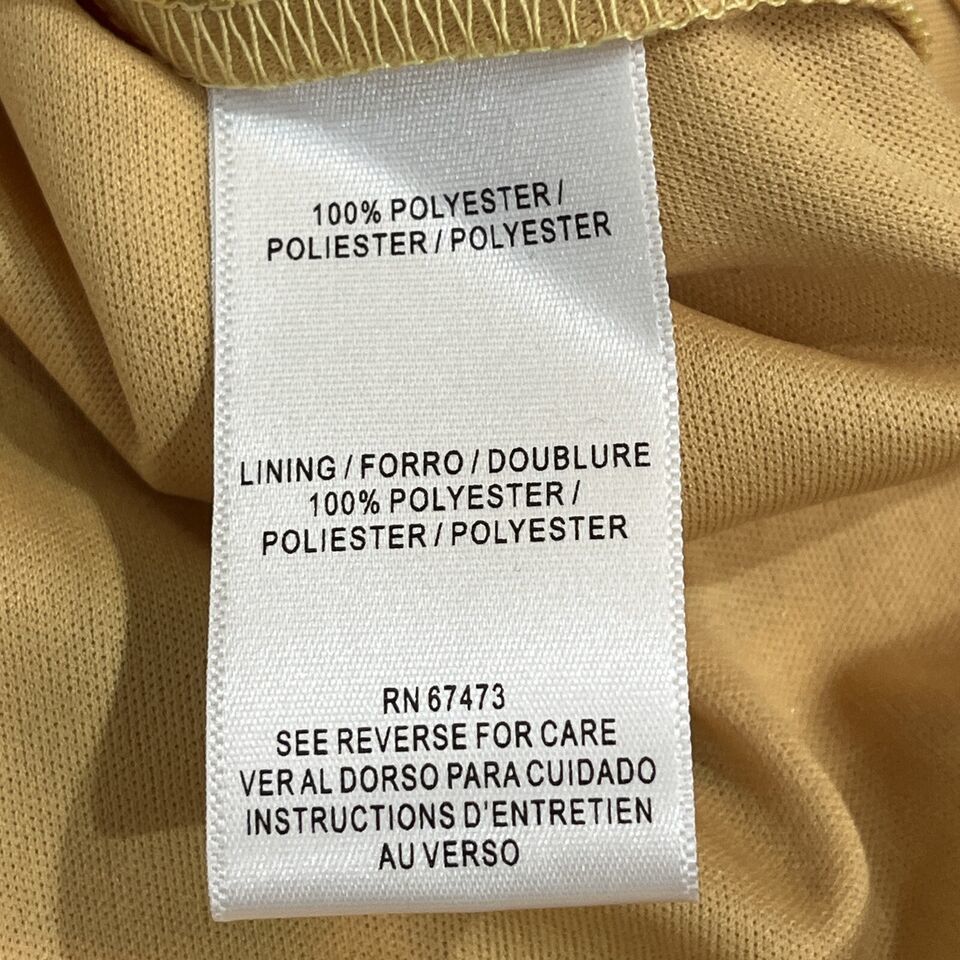 100% POLYESTER /
POLIESTER / POLYESTER
LINING / FORRO / DOUBLURE
100% POLYESTER /
POLIESTER / POLYESTER
RN 67473
SEE REVERSE FOR CARE
VER AL DORSO PARA CUIDADO
INSTRUCTIONS D'ENTRETIEN
AU VERSO